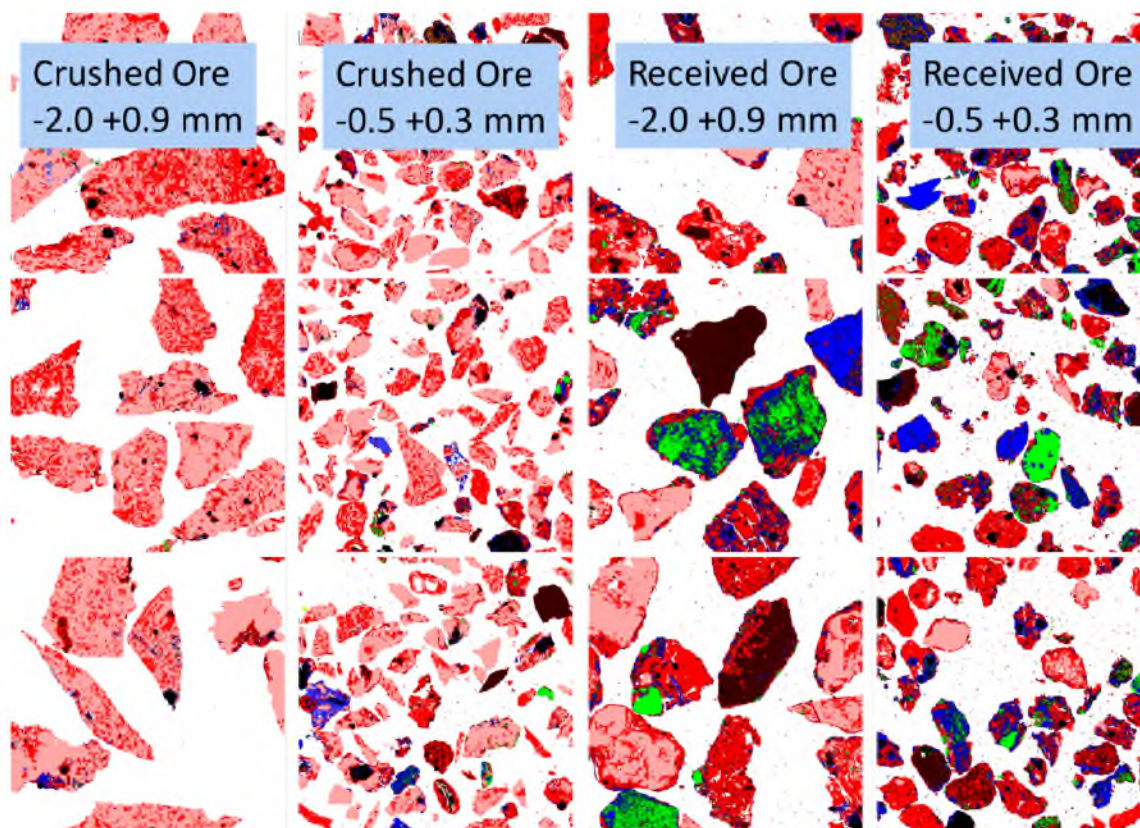 Crushed Ore
-2.0 +0.9 mm
Crushed Ore
-0.5 +0.3 mm
Received Ore
-2.0 +0.9 mm
Received Ore
-0.5 +0.3 mm